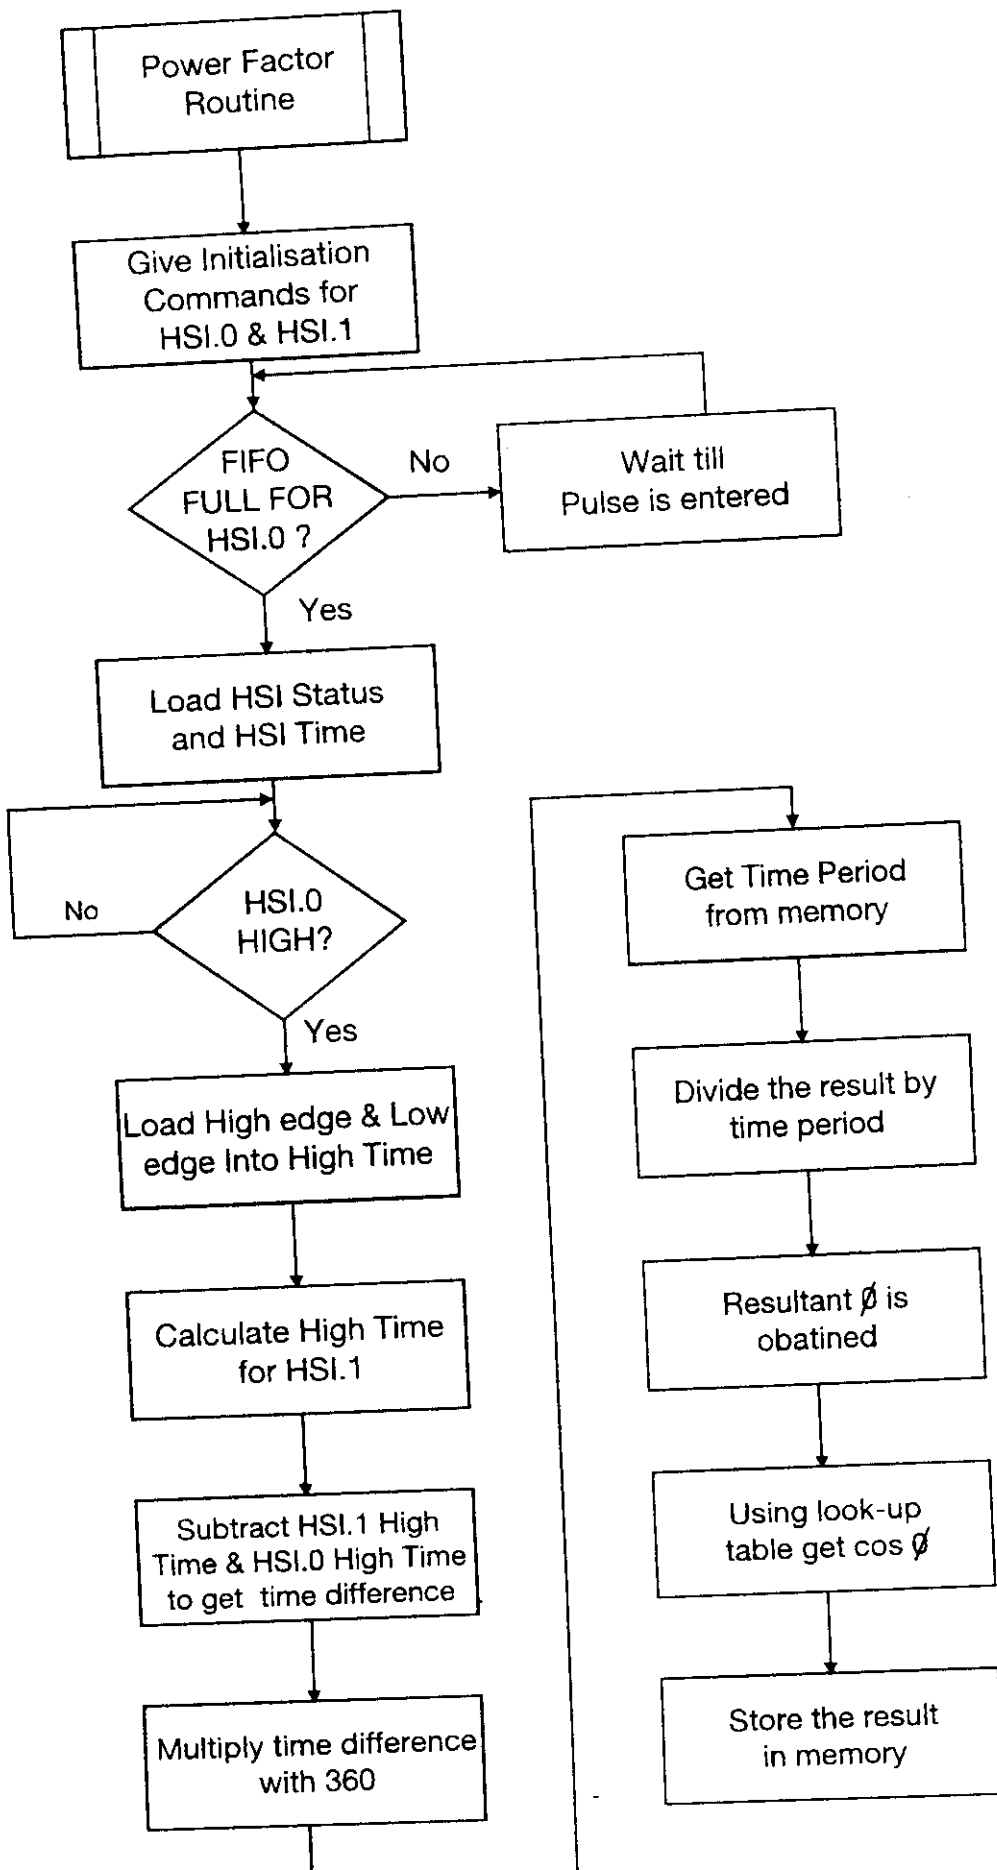 Power Factor
Routine
Give Initialisation
Commands for
HSI.0 & HSI.1
FIFO
FULL FOR
HSI.0 ?
No
Wait till
Pulse is entered
Yes
Load HSI Status
and HSI Time
HSI.0
HIGH?
No
Yes
Load High edge & Low
edge Into High Time
Calculate High Time
for HSI.1
Subtract HSI.1 High
Time & HSI.0 High Time
to get time difference
Multiply time difference
with 360
Get Time Period
from memory
Divide the result by
time period
Resultant Ø is
obatined
Using look-up
table get cos Ø
Store the result
in memory